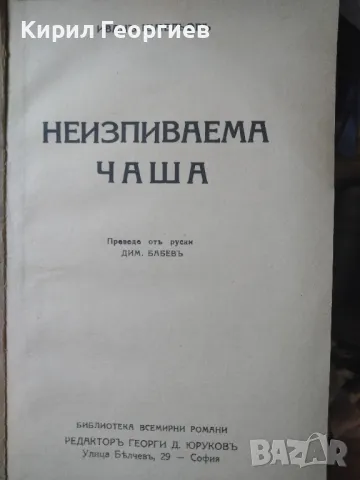 Кирил Георгиев
НЕИЗПИВАЕМА
ЧАША
Преведе отъ руски
ДИМ. БАБЕВЪ
БИБЛИОТЕКА ВСЕМИРНИ РОМАНИ
РЕДАКТОРЪ ГЕОРГИ Д. ЮРУКОВЪ
Улица Бѣлчевъ, 29 — София
BAZAR